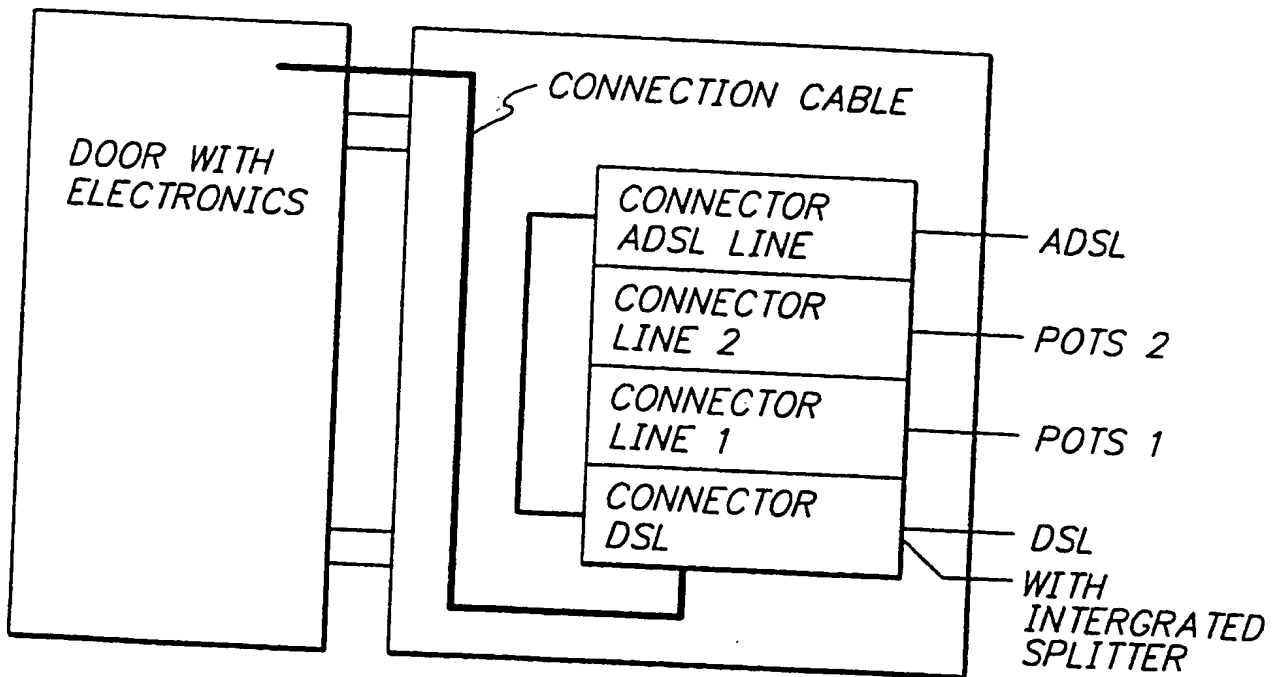 CONNECTION CABLE
DOOR WITH
ELECTRONICS
CONNECTOR
ADSL LINE
ADSL
CONNECTOR
LINE 2
POTS 2
CONNECTOR
LINE 1
POTS 1
CONNECTOR
DSL
DSL
WITH
INTERGRATED
SPLITTER